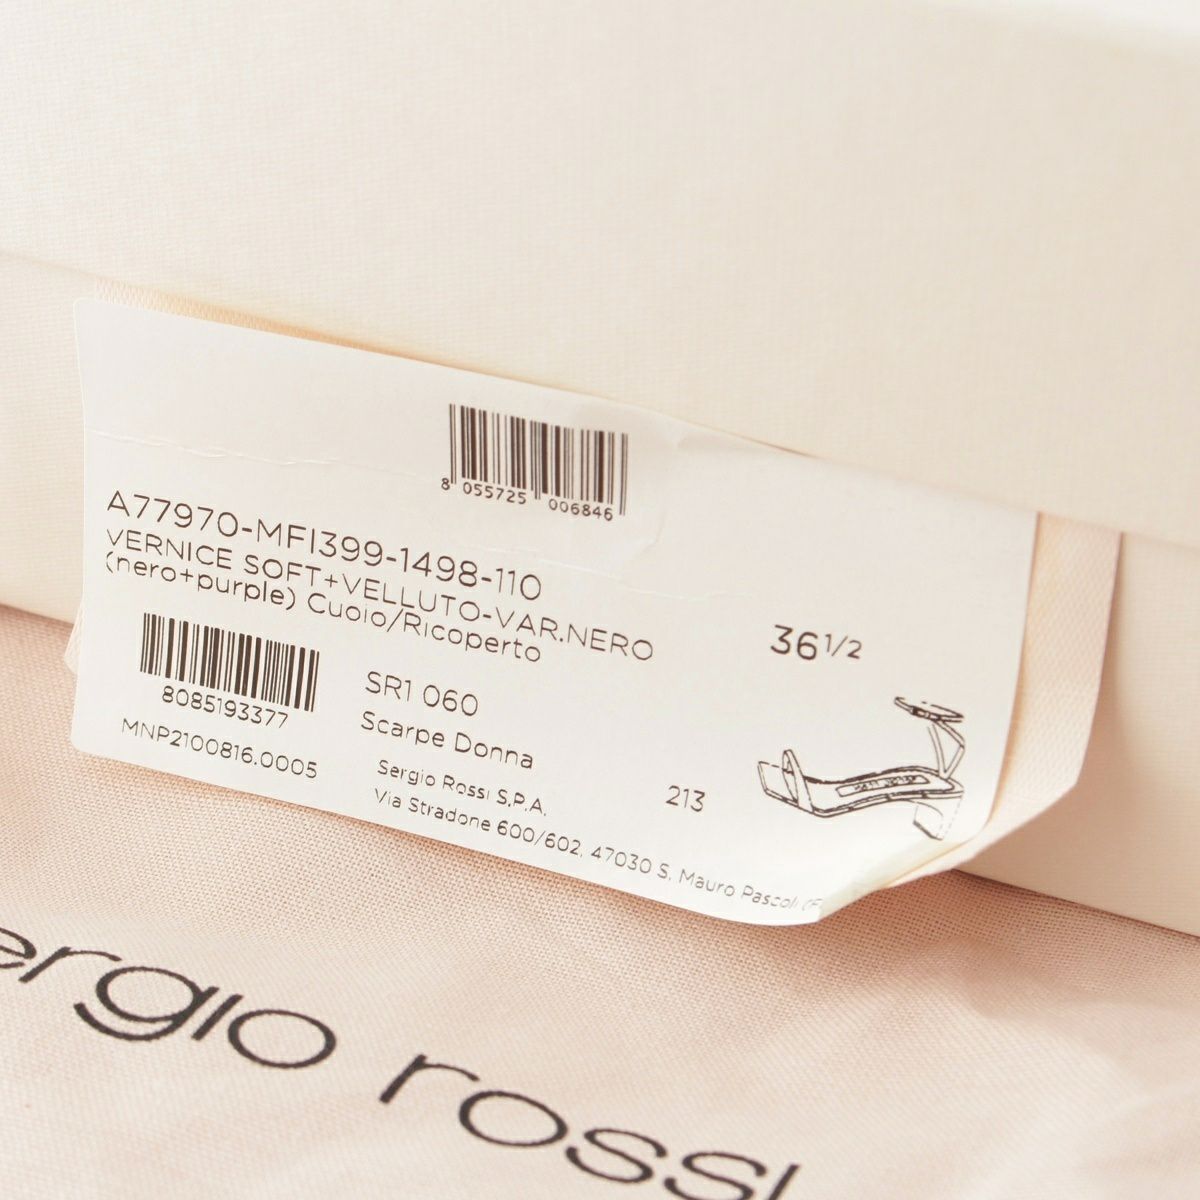 8 055725 006846
A77970-MFI399-1498-110
VERNICE SOFT+VELLUTO-VAR.NERO
(nero+purple) Cuoio/Ricoperto
36 1/2
8085193377
MNP2100816.0005
SR1 060
Scarpe Donna
213
Sergio Rossi S.P.A.
Via Stradone 600/602, 47030 S. Mauro Pascoli (F
ergio rossi